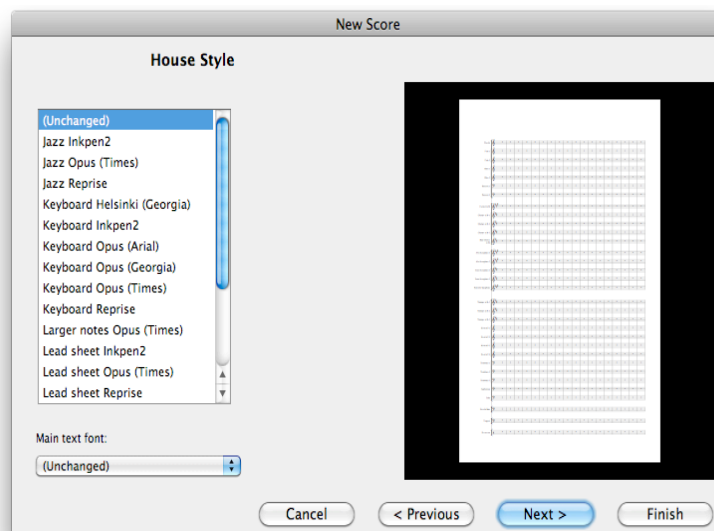 New Score
House Style
(Unchanged)
Jazz Inkpen2
Jazz Opus (Times)
Jazz Reprise
Keyboard Helsinki (Georgia)
Keyboard Inkpen2
Keyboard Opus (Arial)
Keyboard Opus (Georgia)
Keyboard Opus (Times)
Keyboard Reprise
Larger notes Opus (Times)
Lead sheet Inkpen2
Lead sheet Opus (Times)
Lead sheet Reprise
Main text font:
(Unchanged)
Cancel
< Previous
Next >
Finish